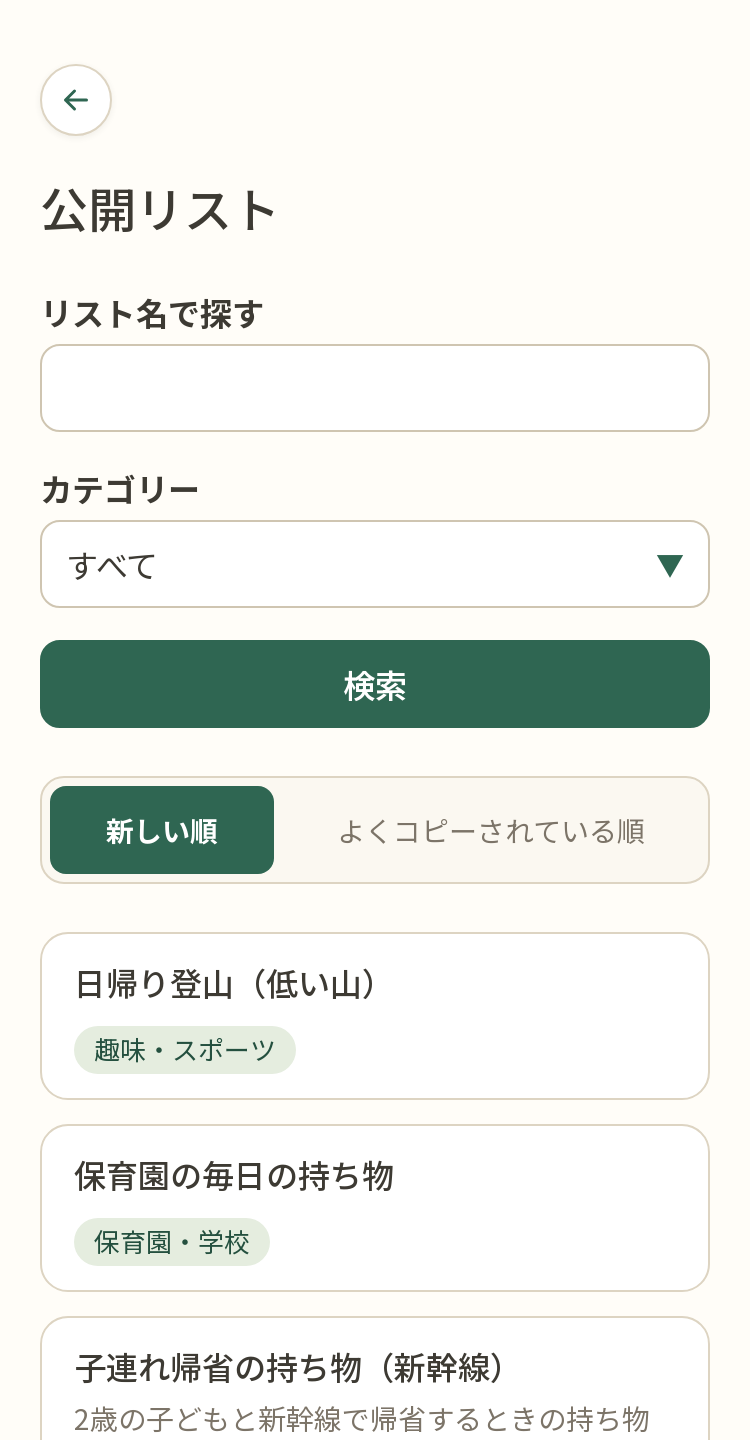 公開リスト
リスト名で探す
カテゴリー
すべて
検索
新しい順
よくコピーされている順
日帰り登山（低い山）
趣味・スポーツ
保育園の毎日の持ち物
保育園・学校
子連れ帰省の持ち物（新幹線）
2歳の子どもと新幹線で帰省するときの持ち物